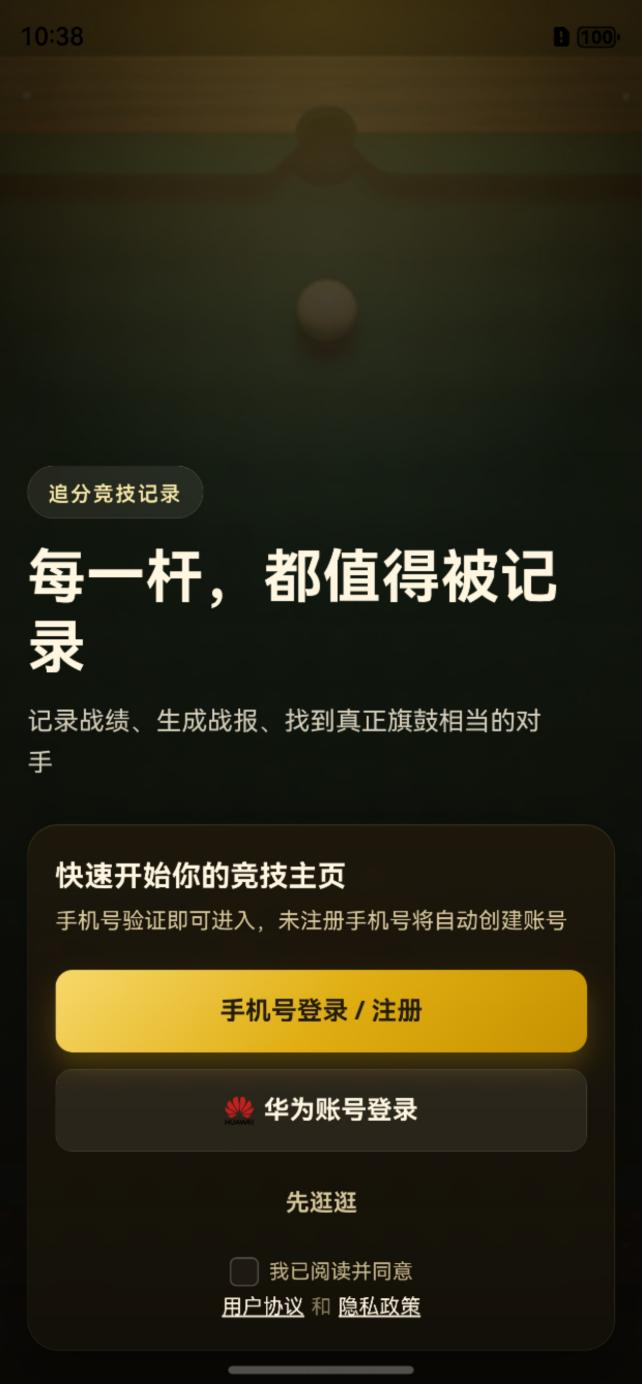 10:38
100
追分竞技记录
每一杆，都值得被记
录
记录战绩、生成战报、找到真正旗鼓相当的对
手
快速开始你的竞技主页
手机号验证即可进入，未注册手机号将自动创建账号
手机号登录 / 注册
HUAWEI 华为账号登录
先逛逛
我已阅读并同意
用户协议 和 隐私政策